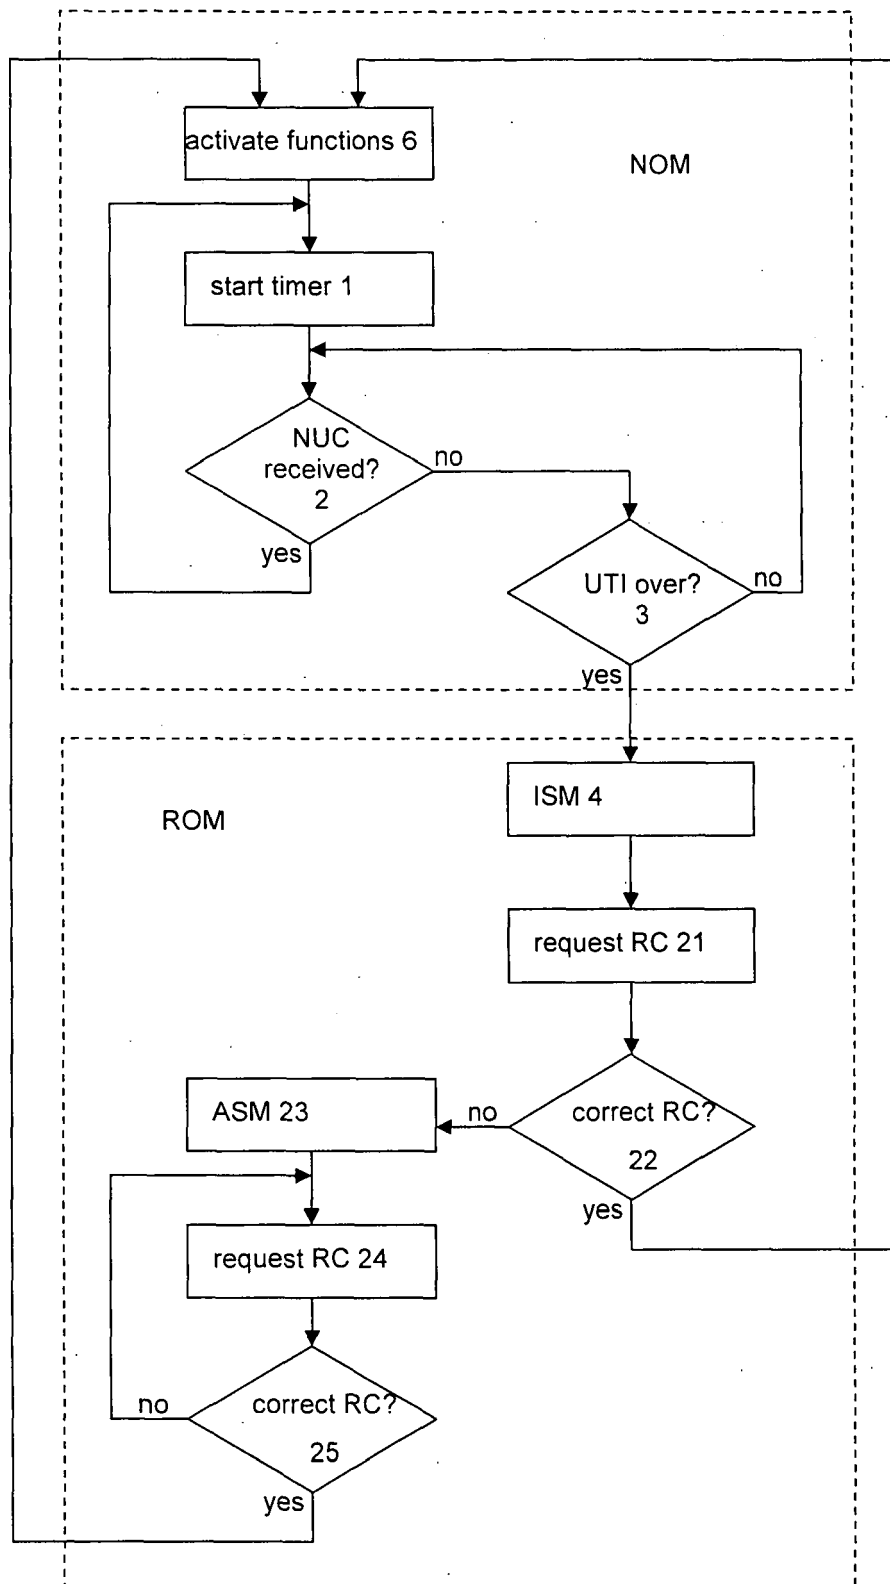 activate functions 6
NOM
start timer 1
NUC
received?
2
no
yes
UTI over?
3
no
yes
ISM 4
ROM
request RC 21
correct RC?
22
no
yes
ASM 23
request RC 24
correct RC?
25
no
yes